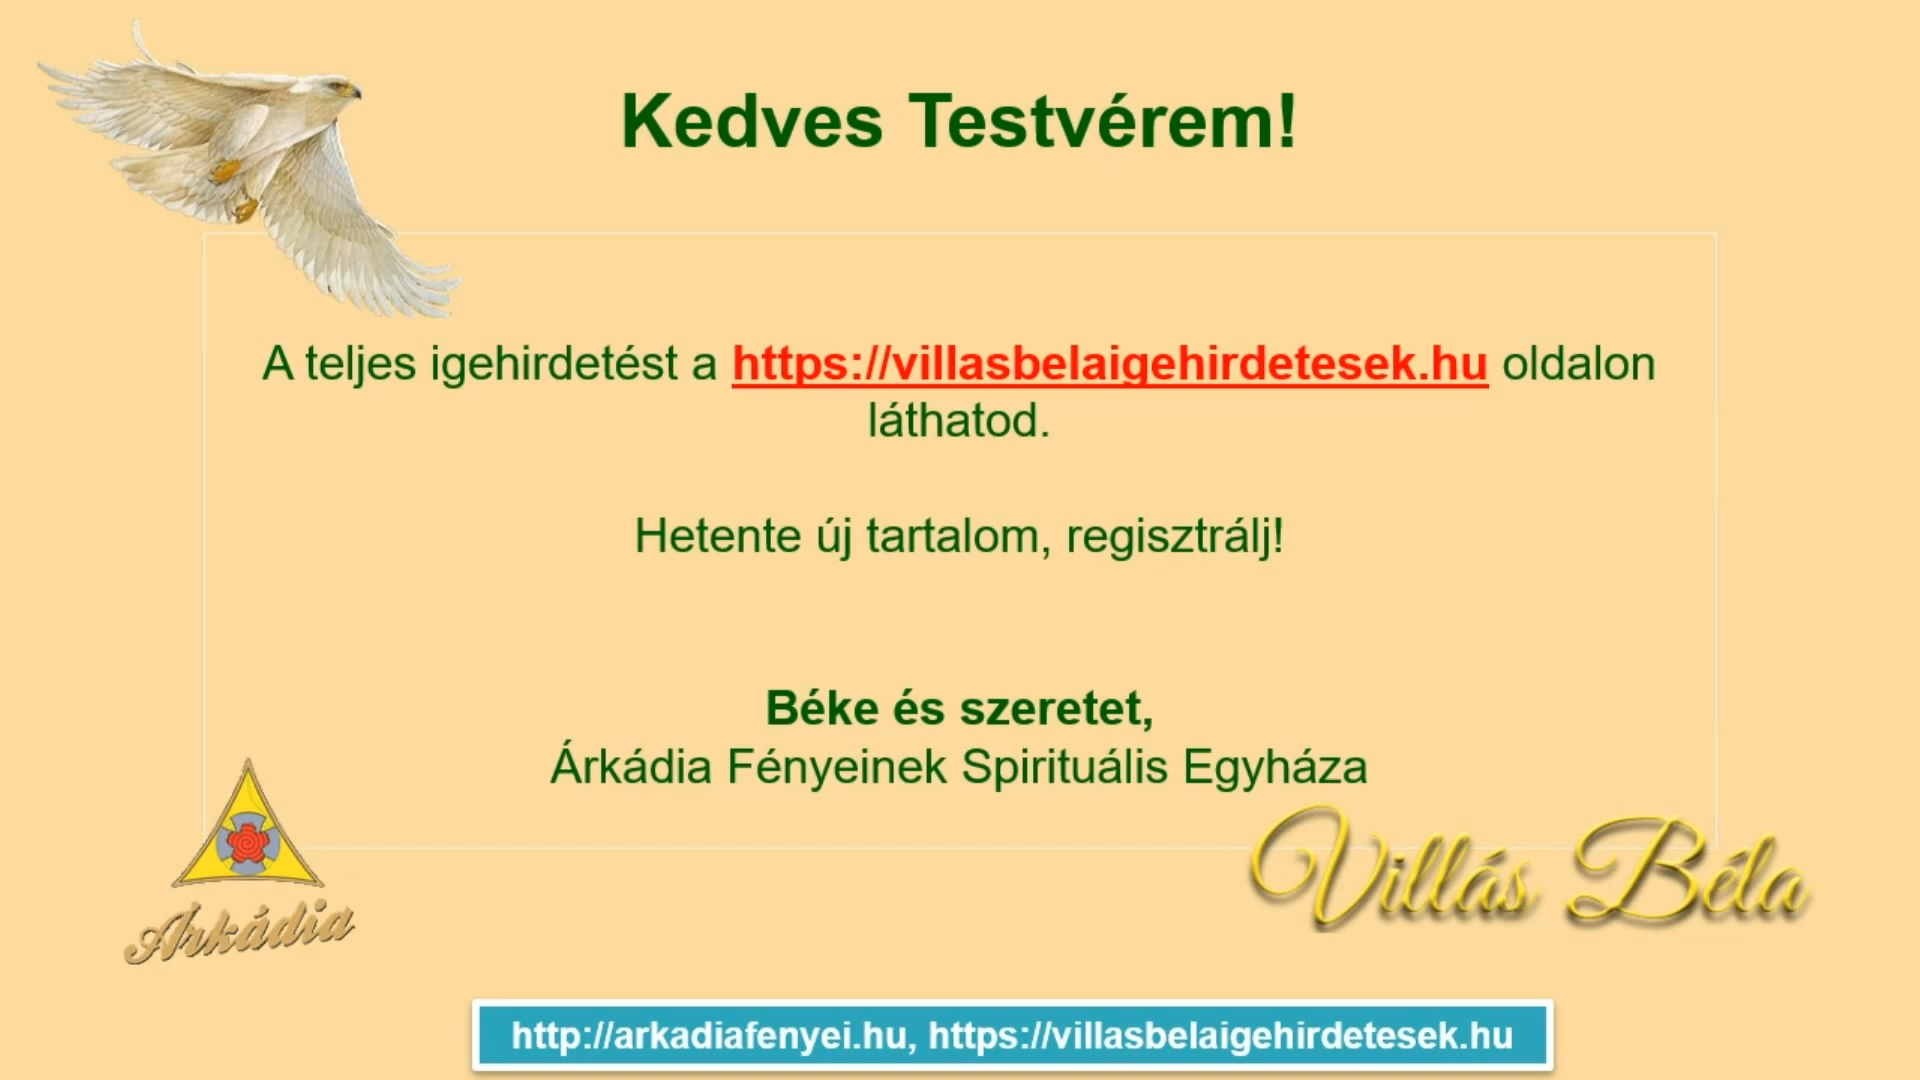 Kedves Testvérem!
A teljes igehirdetést a https://villasbelaigehirdetesek.hu oldalon
láthatod.
Hetente új tartalom, regisztrálj!
Béke és szeretet,
Árkádia Fényeinek Spirituális Egyháza
Villás Béla
Árkádia
http://arkadiafenyei.hu, https://villasbelaigehirdetesek.hu